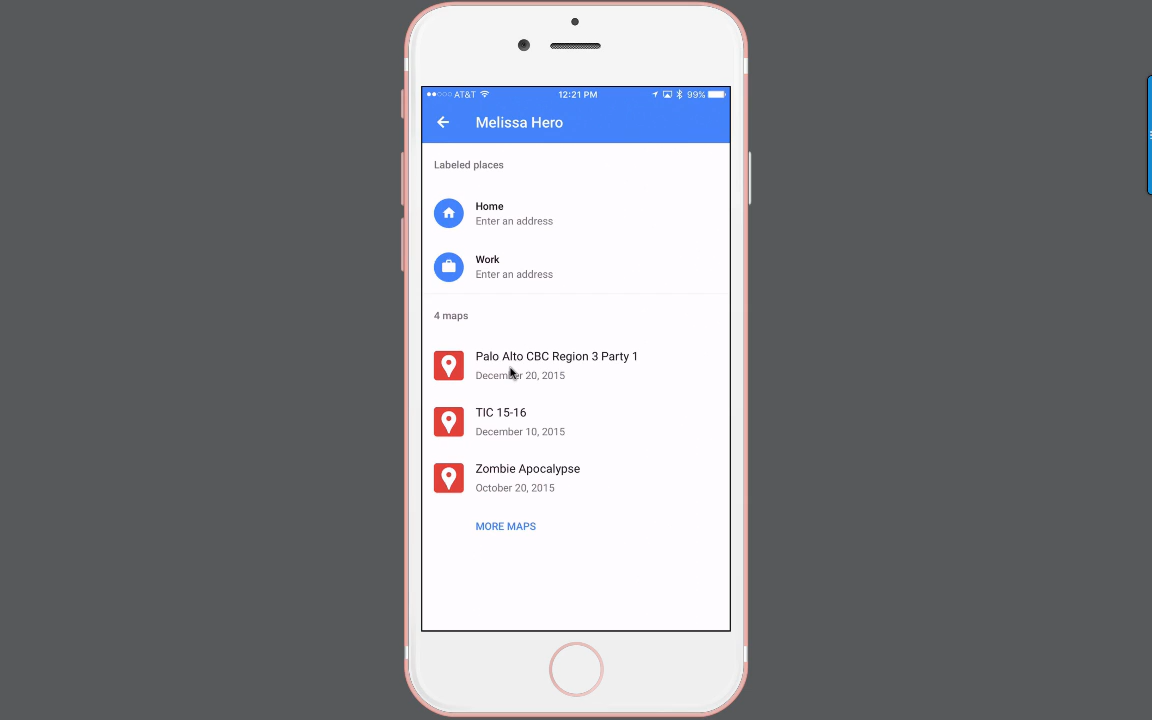 AT&T 12:21 PM 99%
Melissa Hero
Labeled places
Home
Enter an address
Work
Enter an address
4 maps
Palo Alto CBC Region 3 Party 1
December 20, 2015
TIC 15-16
December 10, 2015
Zombie Apocalypse
October 20, 2015
MORE MAPS